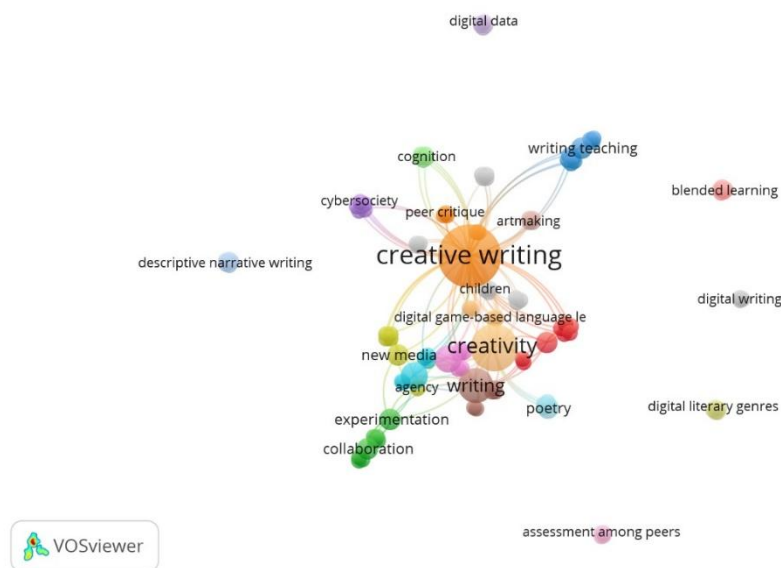 digital data
writing teaching
cognition
blended learning
cybersociety
peer critique
artmaking
creative writing
descriptive narrative writing
children
digital writing
digital game-based language le
creativity
new media
agency
writing
poetry
digital literary genres
experimentation
collaboration
assessment among peers
VOSviewer